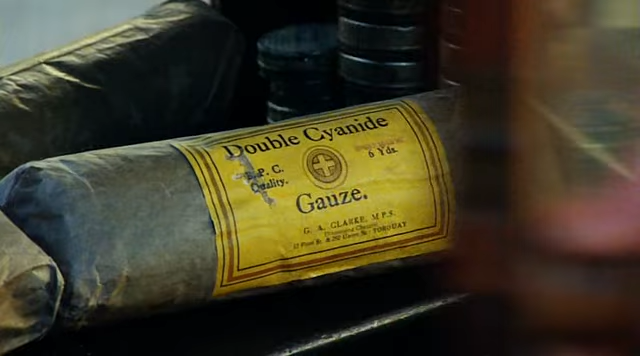 Double Cyanide
B. P. C.
Quality.
6 Yds.
Gauze.
G. A. CLARKE, M.P.S.
TORQUAY